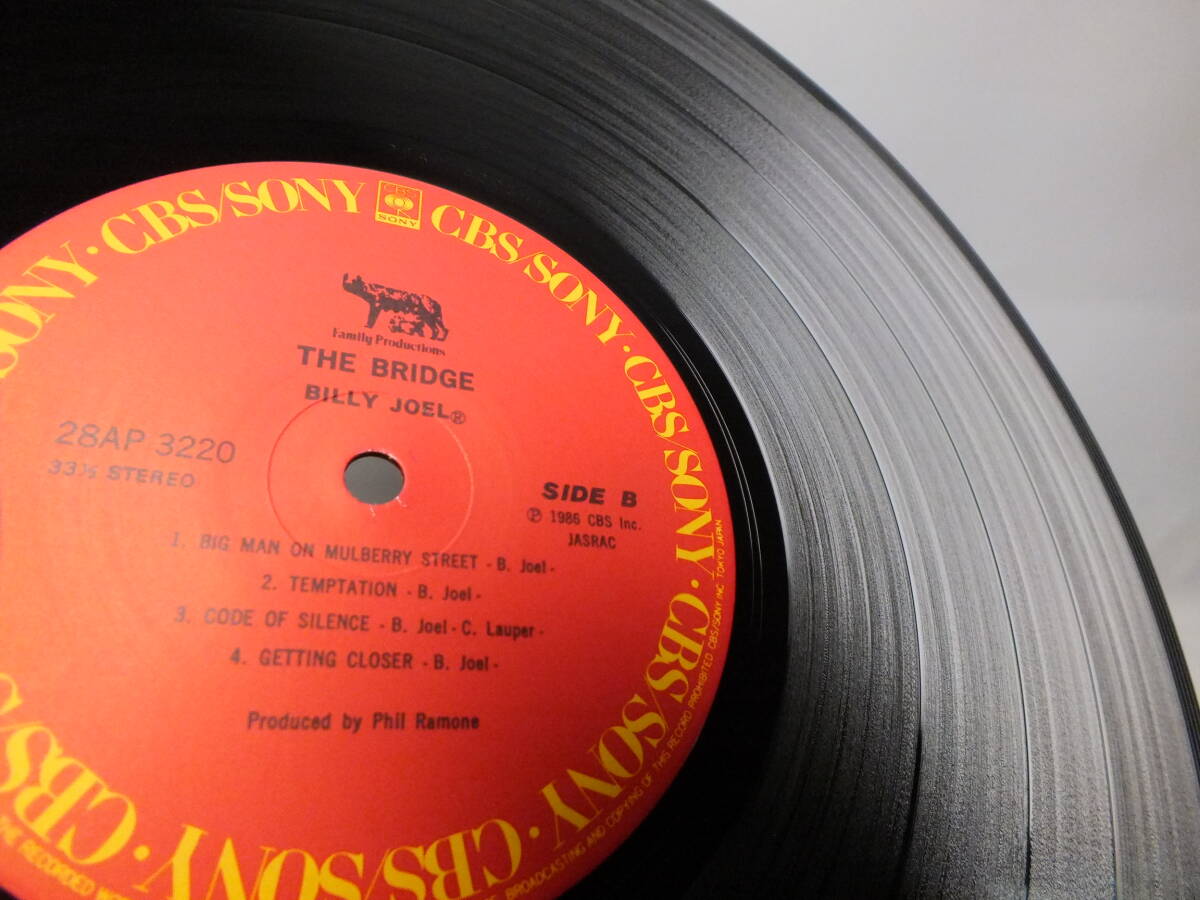 SONY · CBS/SONY CBS/SONY · CBS/SONY · CBS/SONY · CBS/SONY · CBS/SONY · CBS
CBS
SONY
Family Productions
THE BRIDGE
BILLY JOEL®
28AP 3220
33⅓ STEREO
SIDE B
Ⓟ 1986 CBS Inc.
JASRAC
1. BIG MAN ON MULBERRY STREET - B. Joel -
2. TEMPTATION - B. Joel -
3. CODE OF SILENCE - B. Joel - C. Lauper -
4. GETTING CLOSER - B. Joel -
Produced by Phil Ramone
THE RECORDED
BROADCASTING AND COPYING OF THIS RECORD PROHIBITED CBS/SONY INC TOKYO JAPAN